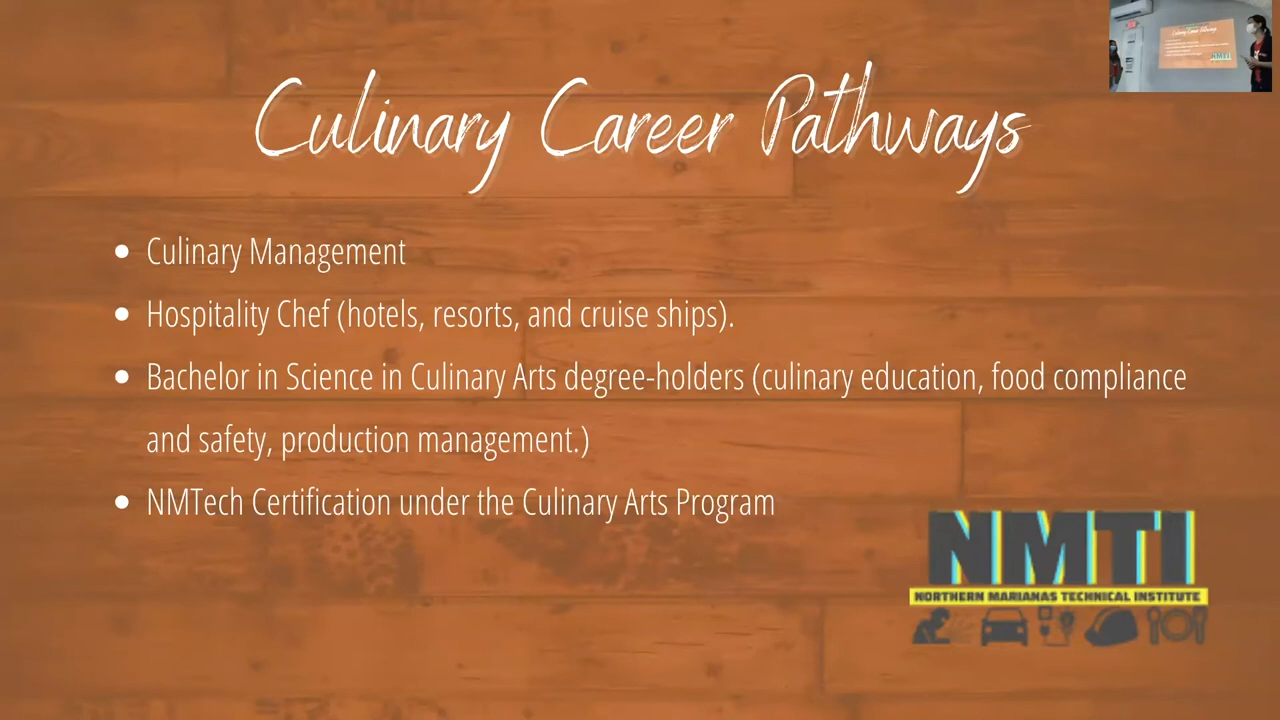 Culinary Career Pathways
Culinary Management
Hospitality Chef (hotels, resorts, and cruise ships).
Bachelor in Science in Culinary Arts degree-holders (culinary education, food compliance
and safety, production management.)
NMTech Certification under the Culinary Arts Program
NMTI
NORTHERN MARIANAS TECHNICAL INSTITUTE